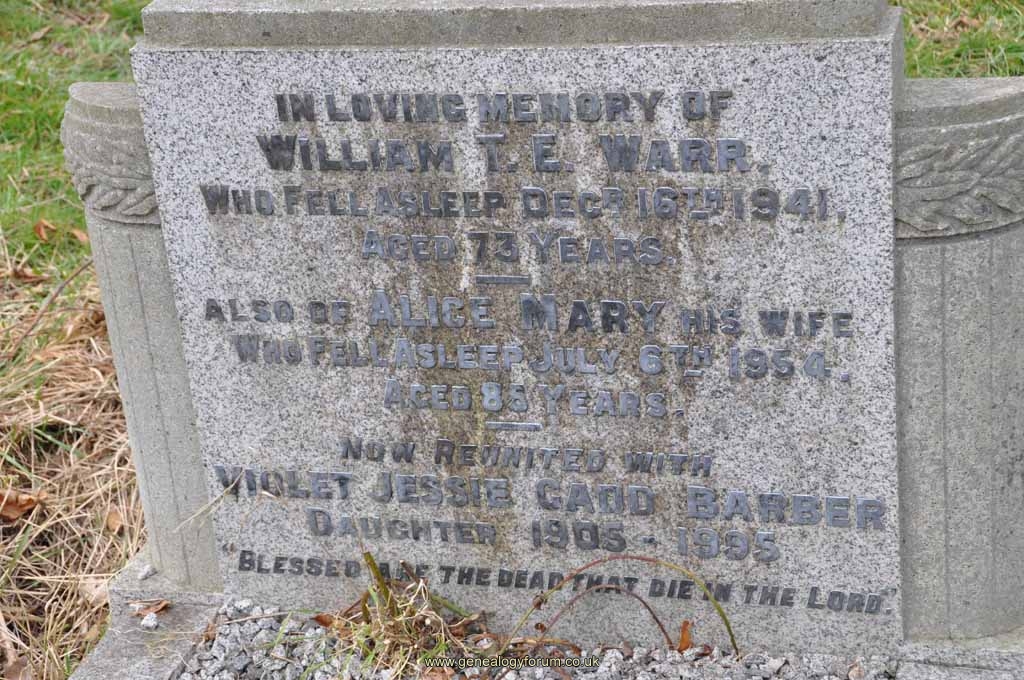 IN LOVING MEMORY OF
WILLIAM T. E. WARR.
WHO FELL ASLEEP DECR 16TH 1941.
AGED 73 YEARS.
ALSO OF ALICE MARY HIS WIFE
WHO FELL ASLEEP JULY 6TH 1954.
AGED 85 YEARS.
NOW REUNITED WITH
VIOLET JESSIE GADD BARBER
DAUGHTER 1905 - 1995
"BLESSED ARE THE DEAD THAT DIE IN THE LORD."
www.genealogyforum.co.uk